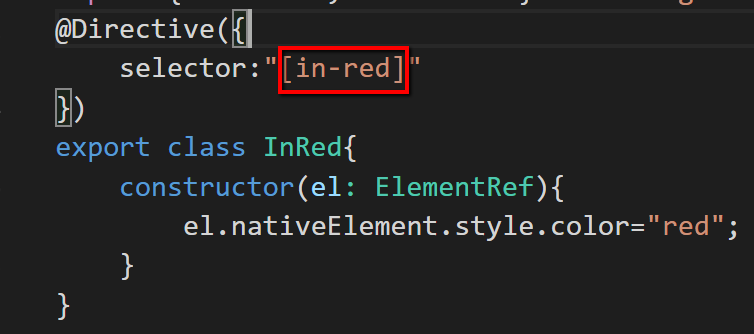 @Directive({
selector:"[in-red]"
})
export class InRed{
constructor(el: ElementRef){
el.nativeElement.style.color="red";
}
}